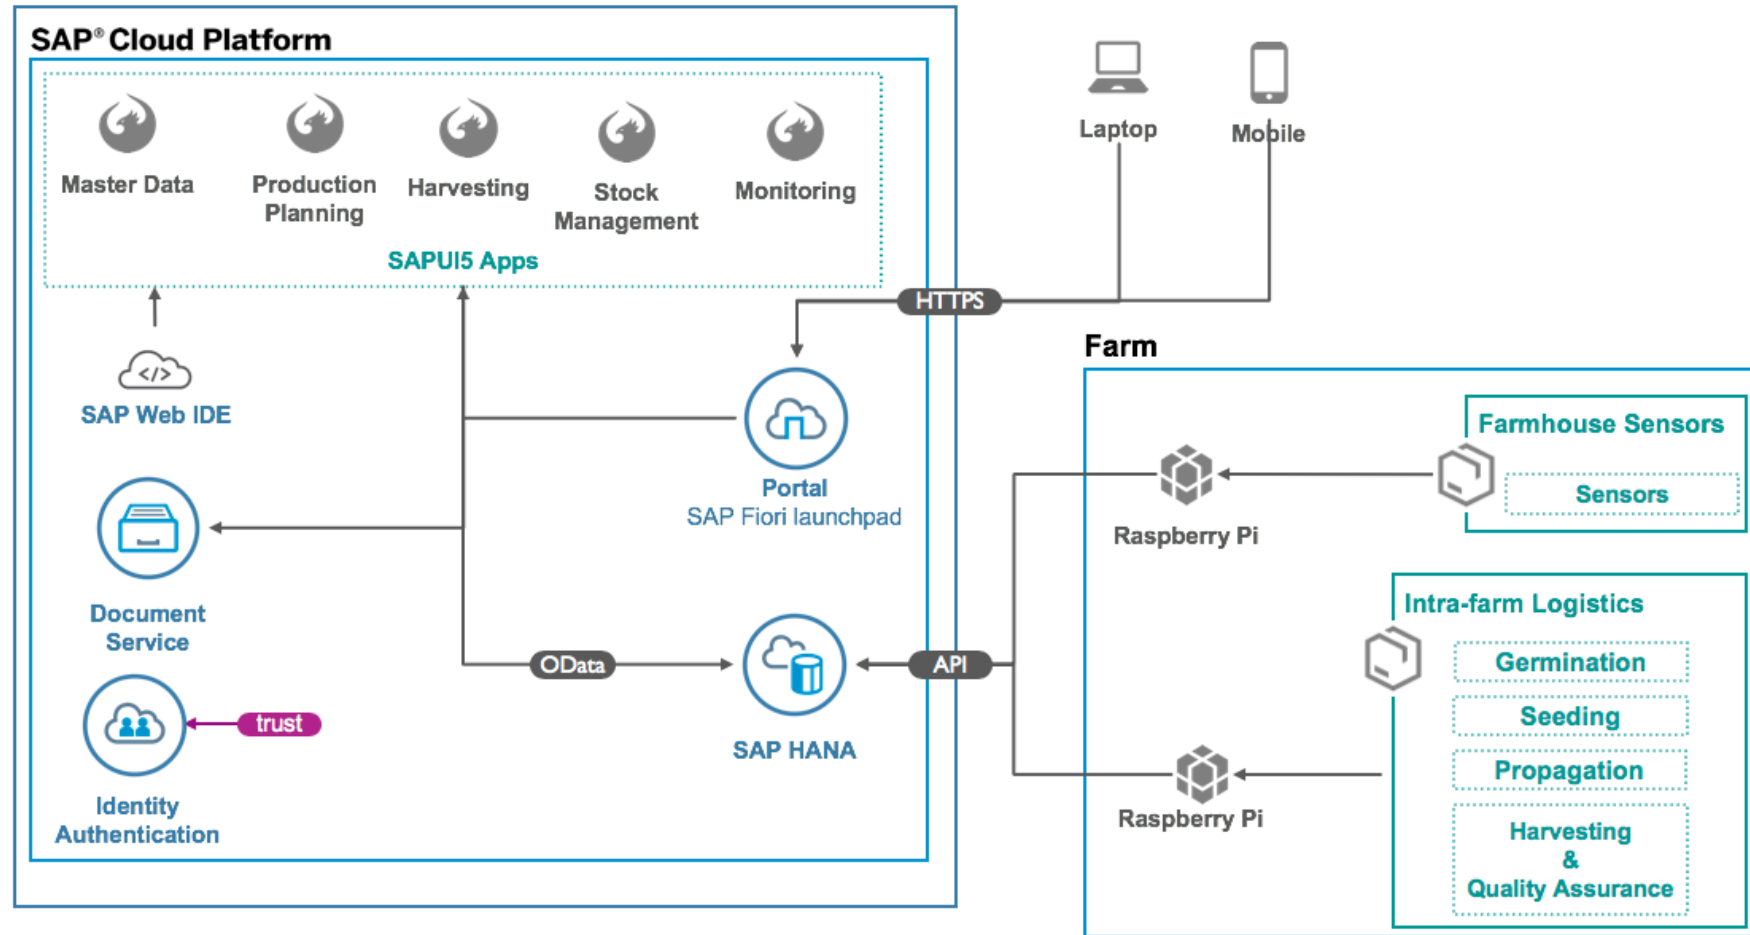 SAP® Cloud Platform
Master Data
Production
Planning
Harvesting
Stock
Management
Monitoring
SAPUI5 Apps
Laptop
Mobile
HTTPS
</>
SAP Web IDE
Portal
SAP Fiori launchpad
Document
Service
OData
SAP HANA
API
trust
Identity
Authentication
Farm
Farmhouse Sensors
Sensors
Raspberry Pi
Intra-farm Logistics
Germination
Seeding
Propagation
Harvesting
&
Quality Assurance
Raspberry Pi